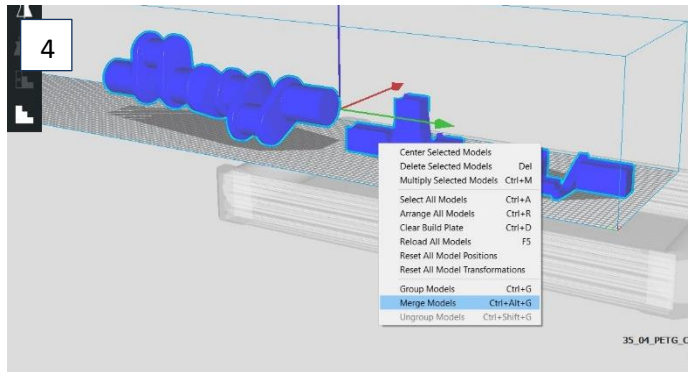 4
Center Selected Models
Delete Selected Models Del
Multiply Selected Models Ctrl+M
Select All Models Ctrl+A
Arrange All Models Ctrl+R
Clear Build Plate Ctrl+D
Reload All Models F5
Reset All Model Positions
Reset All Model Transformations
Group Models Ctrl+G
Merge Models Ctrl+Alt+G
Ungroup Models Ctrl+Shift+G
35_04_PETG_C